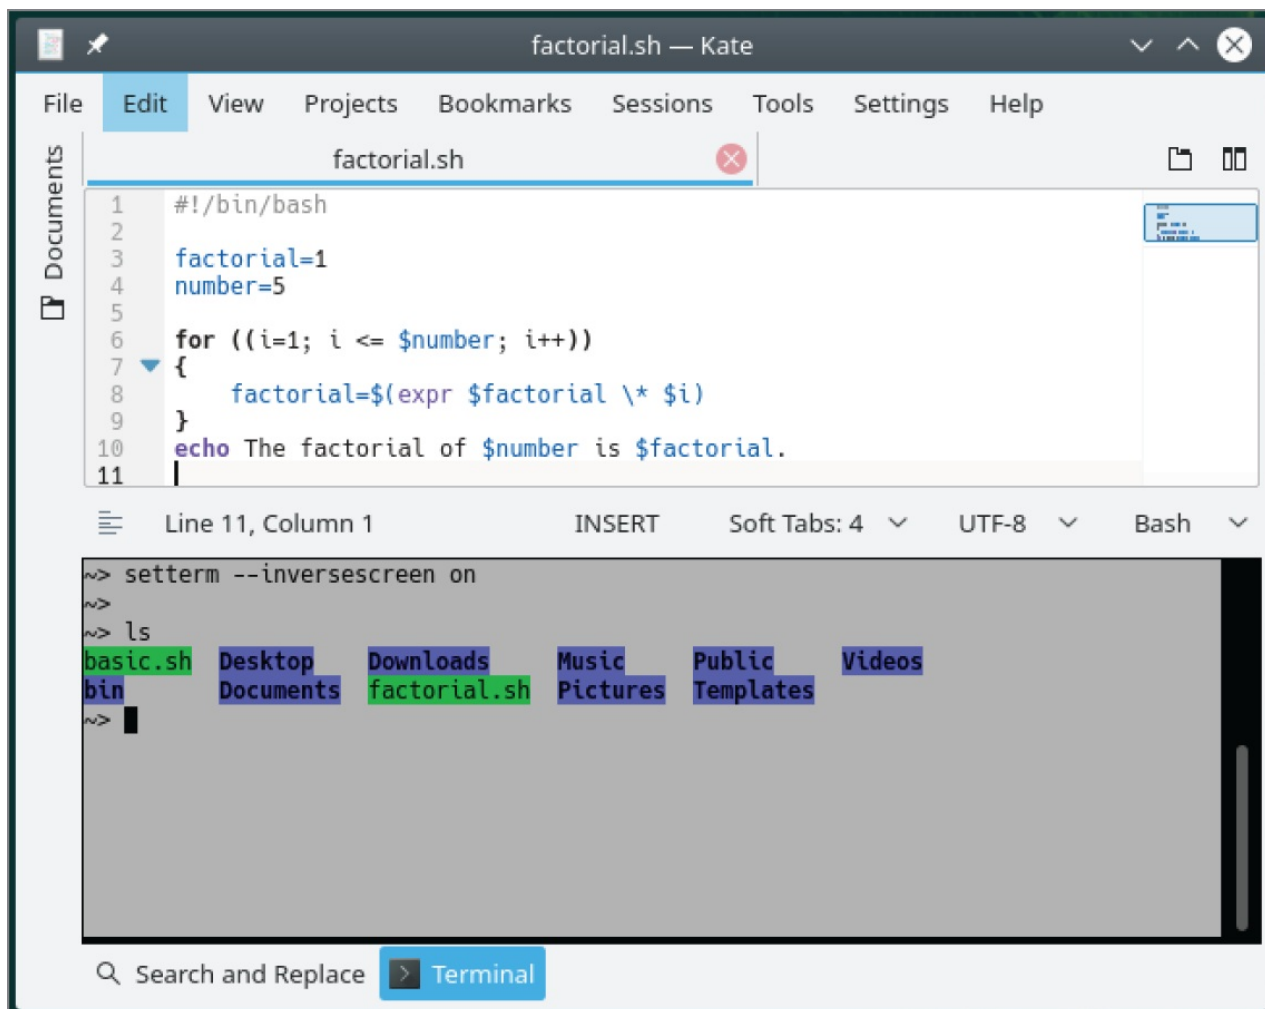 factorial.sh — Kate
File Edit View Projects Bookmarks Sessions Tools Settings Help
Documents
factorial.sh
1 #!/bin/bash
2
3 factorial=1
4 number=5
5
6 for ((i=1; i <= $number; i++))
7 {
8     factorial=$(expr $factorial \* $i)
9 }
10 echo The factorial of $number is $factorial.
11
Line 11, Column 1 INSERT Soft Tabs: 4 UTF-8 Bash
~> setterm --inversescreen on
~>
~> ls
basic.sh Desktop Downloads Music Public Videos
bin Documents factorial.sh Pictures Templates
~>
Search and Replace Terminal